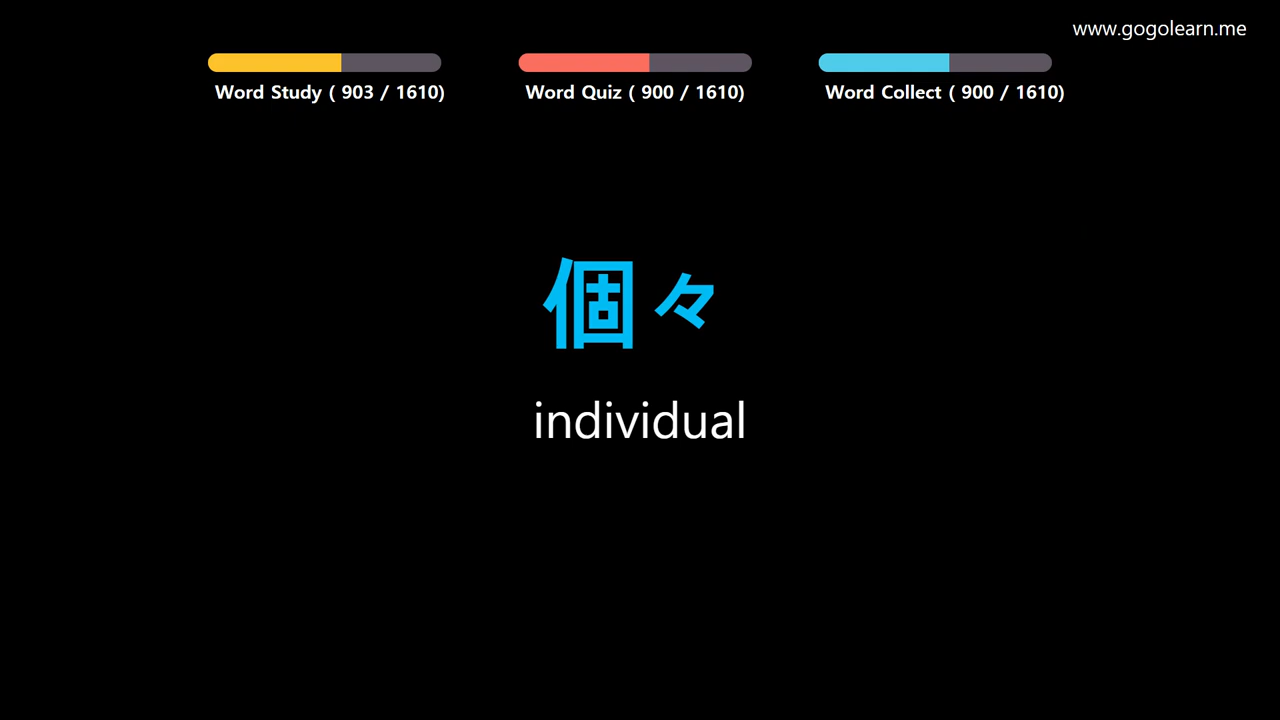 www.gogolearn.me
Word Study ( 903 / 1610)
Word Quiz ( 900 / 1610)
Word Collect ( 900 / 1610)
個々
individual